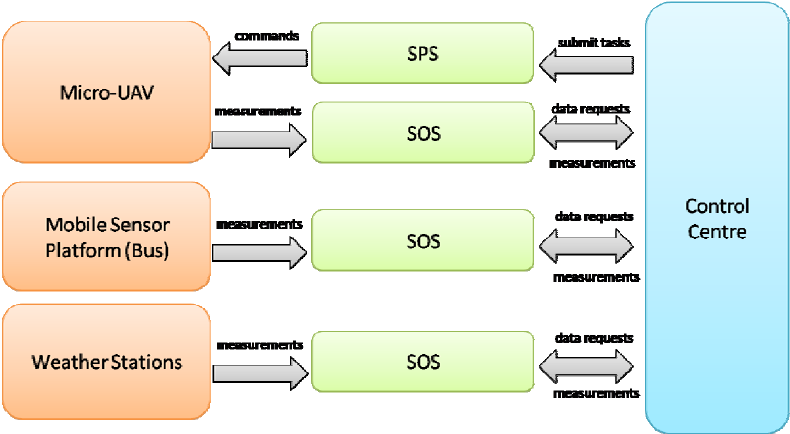 commands
SPS
submit tasks
Micro-UAV
measurements
SOS
data requests
measurements
Mobile Sensor
Platform (Bus)
measurements
SOS
data requests
measurements
Control
Centre
Weather Stations
measurements
SOS
data requests
measurements